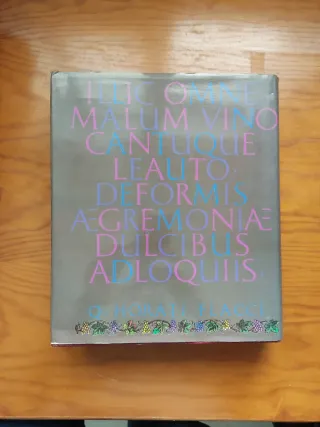 ILLIC OMNE
MALUM VINO
CANTUQUE
LEVATO·
DEFORMIS
ÆGREMONIÆ
DULCIBUS
ADLOQUIIS